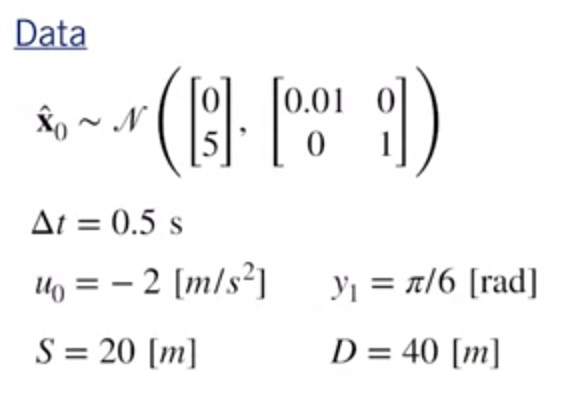 Data
x̂₀ ~ 𝒩 ( [0 5], [0.01 0 0 1] )
Δt = 0.5 s
u₀ = − 2 [m/s²] y₁ = π/6 [rad]
S = 20 [m] D = 40 [m]